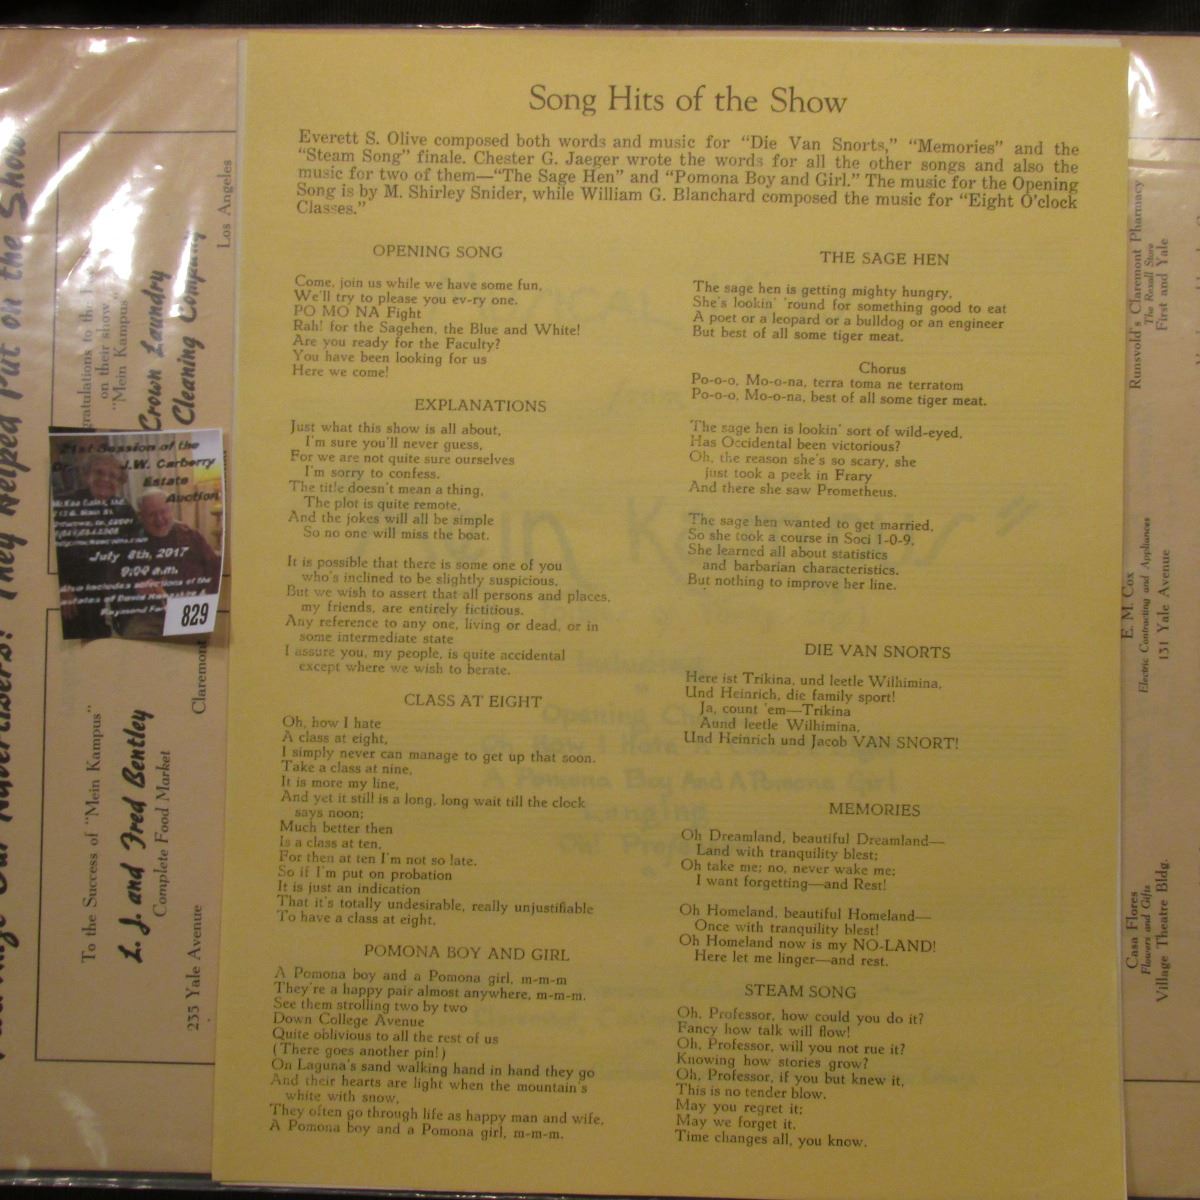 Song Hits of the Show
Everett S. Olive composed both words and music for “Die Van Snorts,” “Memories” and the
“Steam Song” finale. Chester G. Jaeger wrote the words for all the other songs and also the
music for two of them—“The Sage Hen” and “Pomona Boy and Girl.” The music for the Opening
Song is by M. Shirley Snider, while William G. Blanchard composed the music for “Eight O'clock
Classes.”
OPENING SONG
Come, join us while we have some fun,
We'll try to please you ev-ry one.
PO MO NA Fight
Rah! for the Sagehen, the Blue and White!
Are you ready for the Faculty?
You have been looking for us
Here we come!
EXPLANATIONS
Just what this show is all about,
I'm sure you'll never guess,
For we are not quite sure ourselves
I'm sorry to confess.
The title doesn't mean a thing,
The plot is quite remote,
And the jokes will all be simple
So no one will miss the boat.
It is possible that there is some one of you
who's inclined to be slightly suspicious,
But we wish to assert that all persons and places,
my friends, are entirely fictitious.
Any reference to any one, living or dead, or in
some intermediate state
I assure you, my people, is quite accidental
except where we wish to berate.
CLASS AT EIGHT
Oh, how I hate
A class at eight,
I simply never can manage to get up that soon.
Take a class at nine,
It is more my line,
And yet it still is a long, long wait till the clock
says noon;
Much better then
Is a class at ten,
For then at ten I'm not so late.
So if I'm put on probation
It is just an indication
That it's totally undesirable, really unjustifiable
To have a class at eight.
POMONA BOY AND GIRL
A Pomona boy and a Pomona girl, m-m-m
They're a happy pair almost anywhere, m-m-m.
See them strolling two by two
Down College Avenue
Quite oblivious to all the rest of us
(There goes another pin!)
On Laguna's sand walking hand in hand they go
And their hearts are light when the mountain's
white with snow,
They often go through life as happy man and wife,
A Pomona boy and a Pomona girl, m-m-m.
THE SAGE HEN
The sage hen is getting mighty hungry,
She's lookin' 'round for something good to eat
A poet or a leopard or a bulldog or an engineer
But best of all some tiger meat.
Chorus
Po-o-o, Mo-o-na, terra toma ne terratom
Po-o-o, Mo-o-na, best of all some tiger meat.
The sage hen is lookin' sort of wild-eyed,
Has Occidental been victorious?
Oh, the reason she's so scary, she
just took a peek in Frary
And there she saw Prometheus.
The sage hen wanted to get married,
So she took a course in Soci 1-0-9,
She learned all about statistics
and barbarian characteristics.
But nothing to improve her line.
DIE VAN SNORTS
Here ist Trikina, und leetle Wilhimina,
Und Heinrich, die family sport!
Ja, count 'em—Trikina
Aund leetle Wilhimina,
Und Heinrich und Jacob VAN SNORT!
MEMORIES
Oh Dreamland, beautiful Dreamland—
Land with tranquility blest;
Oh take me; no, never wake me;
I want forgetting—and Rest!
Oh Homeland, beautiful Homeland—
Once with tranquility blest!
Oh Homeland now is my NO-LAND!
Here let me linger—and rest.
STEAM SONG
Oh, Professor, how could you do it?
Fancy how talk will flow!
Oh, Professor, will you not rue it?
Knowing how stories grow?
Oh, Professor, if you but knew it,
This is no tender blow.
May you regret it;
May we forget it.
Time changes all, you know.
Our Advertisers! They Helped Put on the Show
on their show
"Mein Kampus"
Crown Laundry
Cleaning Company
Los Angeles
Claremont
To the Success of "Mein Kampus"
L. J. and Fred Bentley
Complete Food Market
235 Yale Avenue
21st Session of the
Dr. J.W. Carberry
Estate
Auction
July 8th, 2017
9:00 a.m.
Also includes selections of the
829
Runsvold's Claremont Pharmacy
The Rexall Store
First and Yale
E. M. Cox
Electric Contracting and Appliances
131 Yale Avenue
Casa Flores
Flowers and Gifts
Village Theatre Bldg.